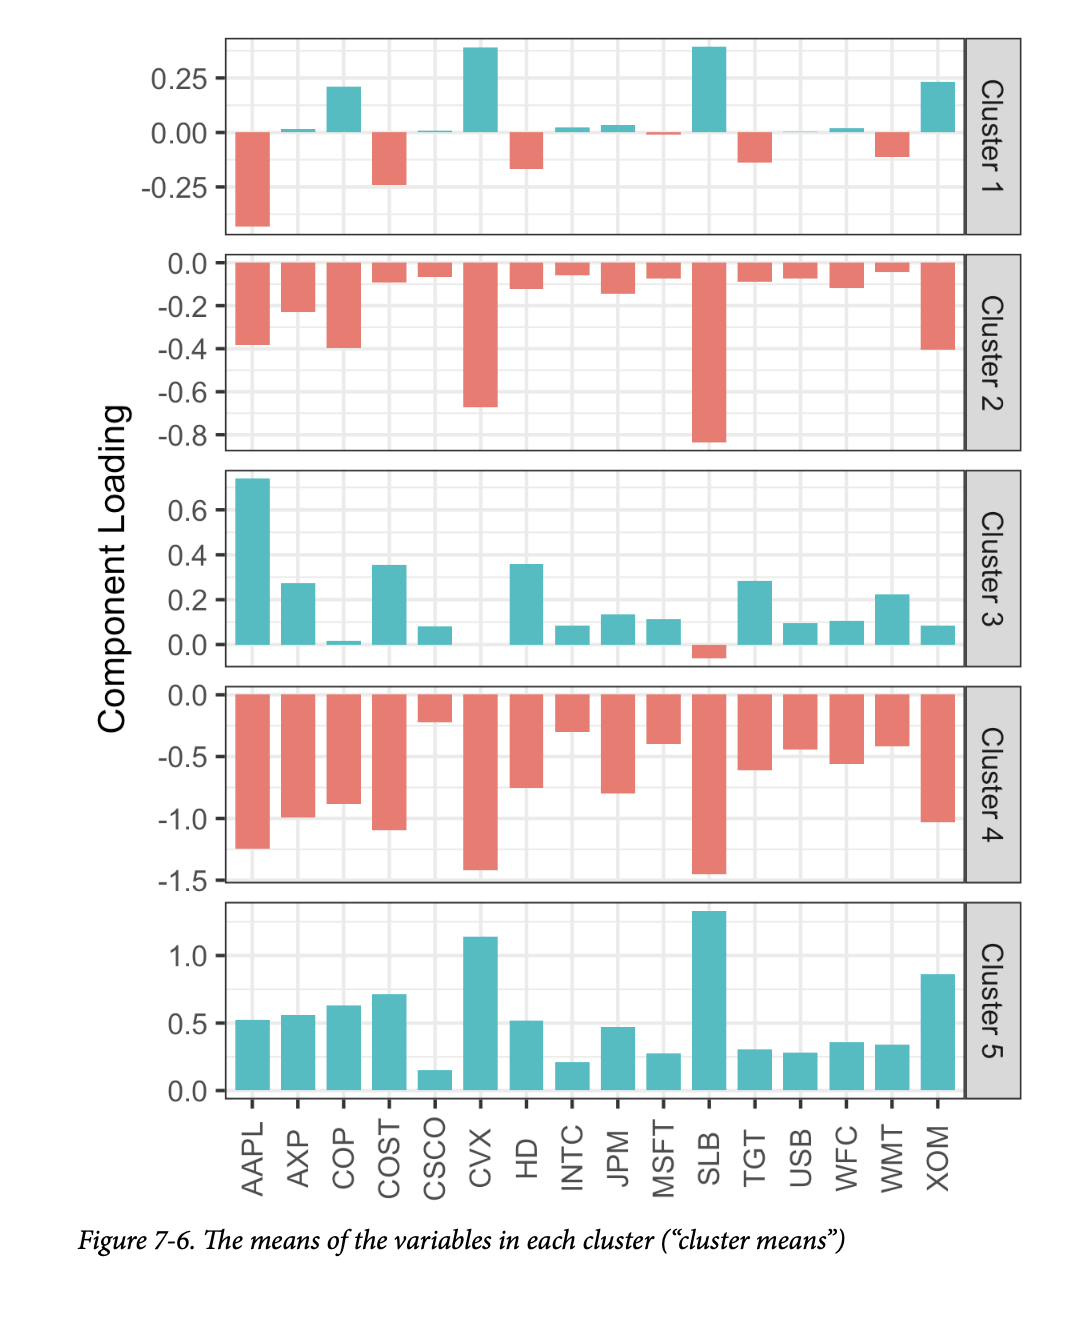 0.25
0.00
-0.25
Cluster 1
0.0
-0.2
-0.4
-0.6
-0.8
Cluster 2
Component Loading
0.6
0.4
0.2
0.0
Cluster 3
0.0
-0.5
-1.0
-1.5
Cluster 4
1.0
0.5
0.0
Cluster 5
AAPL
AXP
COP
COST
CSCO
CVX
HD
INTC
JPM
MSFT
SLB
TGT
USB
WFC
WMT
XOM
Figure 7-6. The means of the variables in each cluster (“cluster means”)